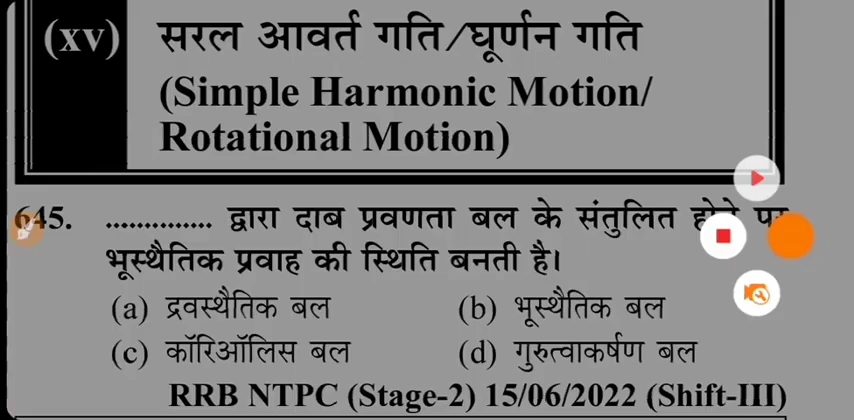 (xv) सरल आवर्त गति/घूर्णन गति
(Simple Harmonic Motion/
Rotational Motion)
645. .............. द्वारा दाब प्रवणता बल के संतुलित होने पर
भूस्थैतिक प्रवाह की स्थिति बनती है।
(a) द्रवस्थैतिक बल (b) भूस्थैतिक बल
(c) कॉरिऑलिस बल (d) गुरुत्वाकर्षण बल
RRB NTPC (Stage-2) 15/06/2022 (Shift-III)